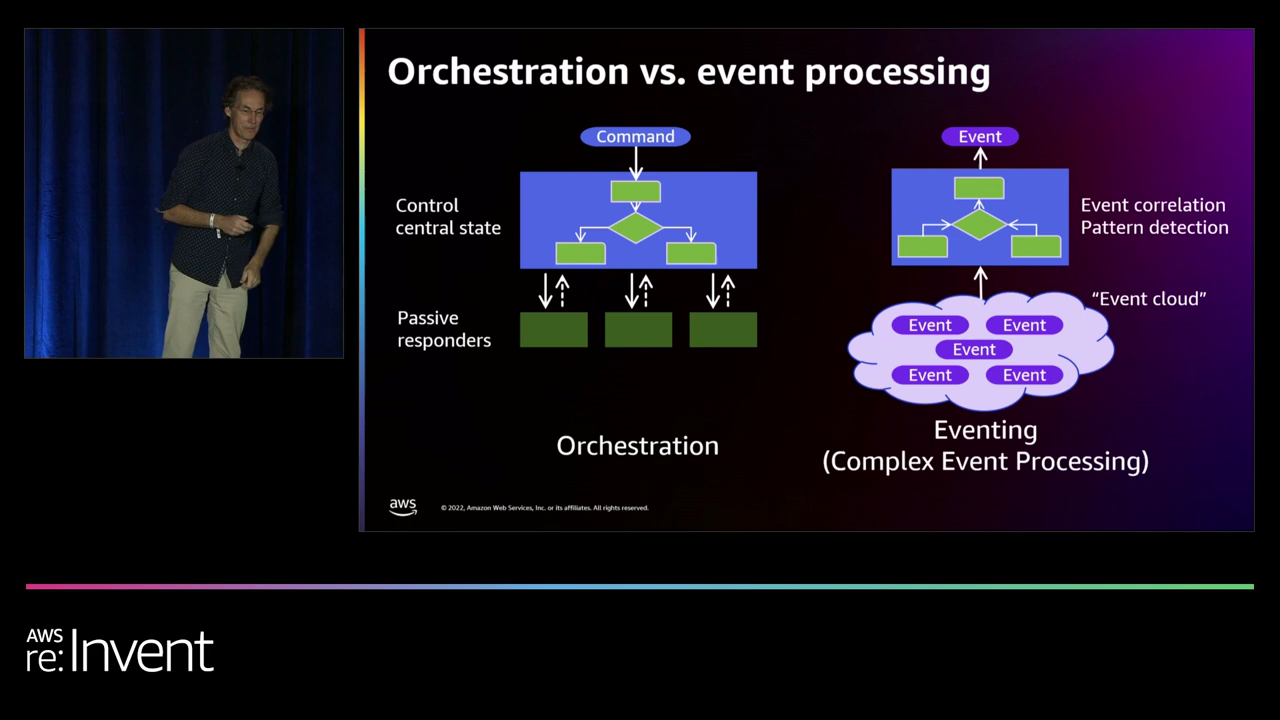 Orchestration vs. event processing
Command
Control
central state
Passive
responders
Orchestration
Event
Event correlation
Pattern detection
“Event cloud”
Event
Event
Event
Event
Event
Eventing
(Complex Event Processing)
aws
© 2022, Amazon Web Services, Inc. or its affiliates. All rights reserved.
AWS
re:Invent